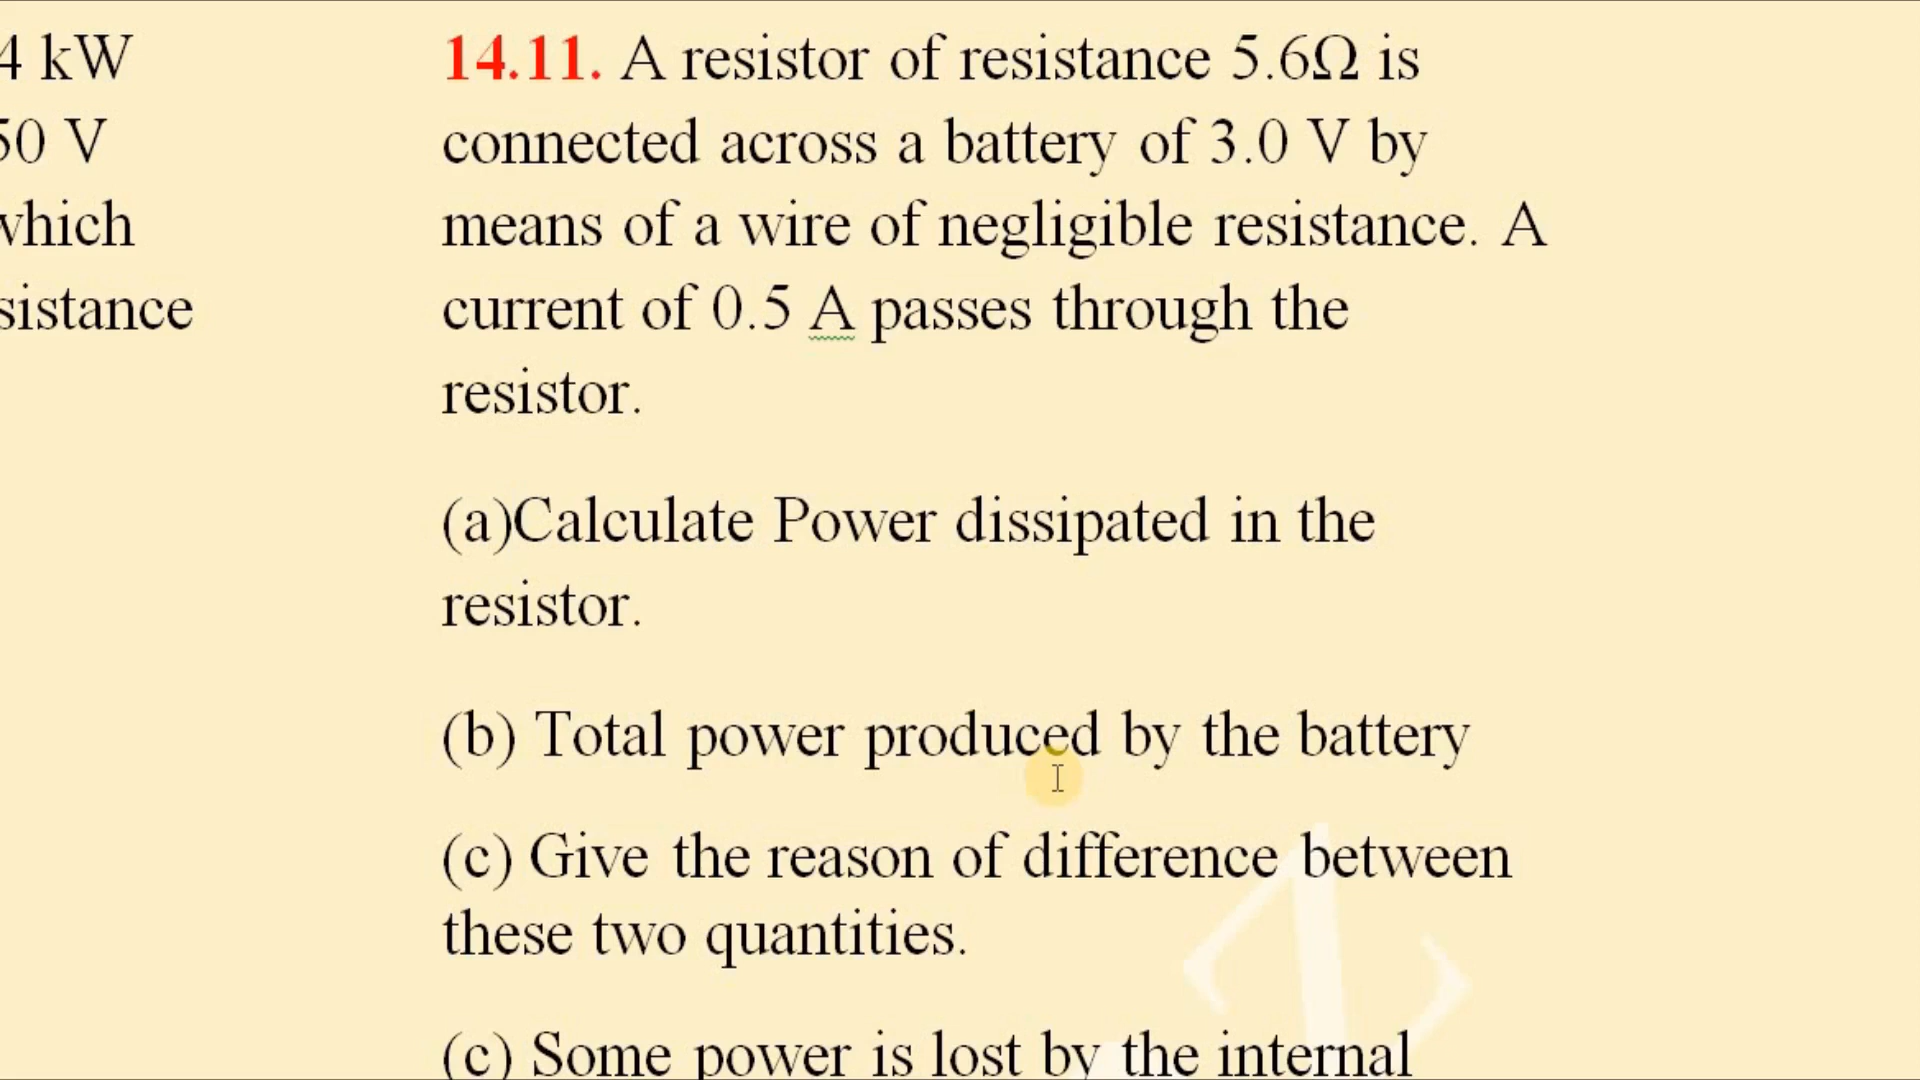 4 kW
50 V
which
sistance
14.11. A resistor of resistance 5.6Ω is
connected across a battery of 3.0 V by
means of a wire of negligible resistance. A
current of 0.5 A passes through the
resistor.
(a)Calculate Power dissipated in the
resistor.
(b) Total power produced by the battery
(c) Give the reason of difference between
these two quantities.
(c) Some power is lost by the internal